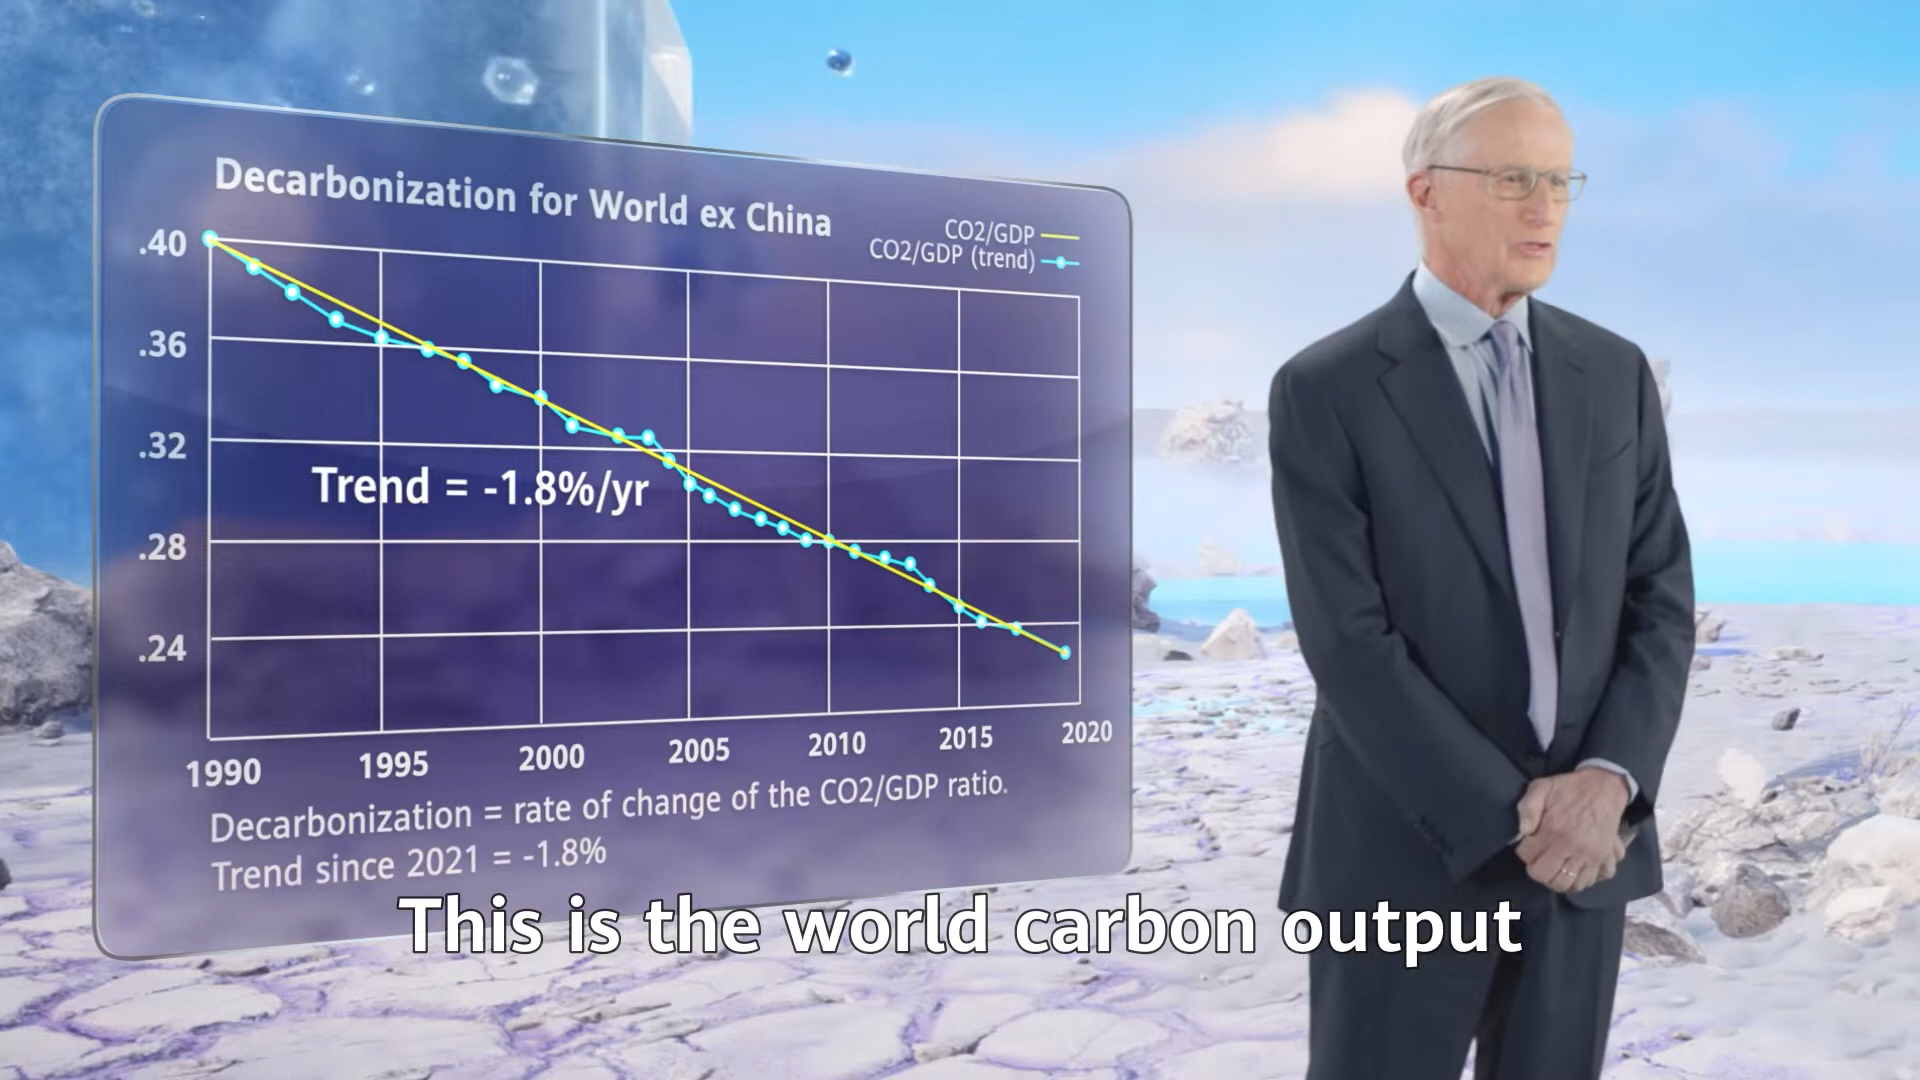 Decarbonization for World ex China
CO2/GDP
CO2/GDP (trend)
.40
.36
.32
.28
.24
Trend = -1.8%/yr
1990 1995 2000 2005 2010 2015 2020
Decarbonization = rate of change of the CO2/GDP ratio.
Trend since 2021 = -1.8%
This is the world carbon output